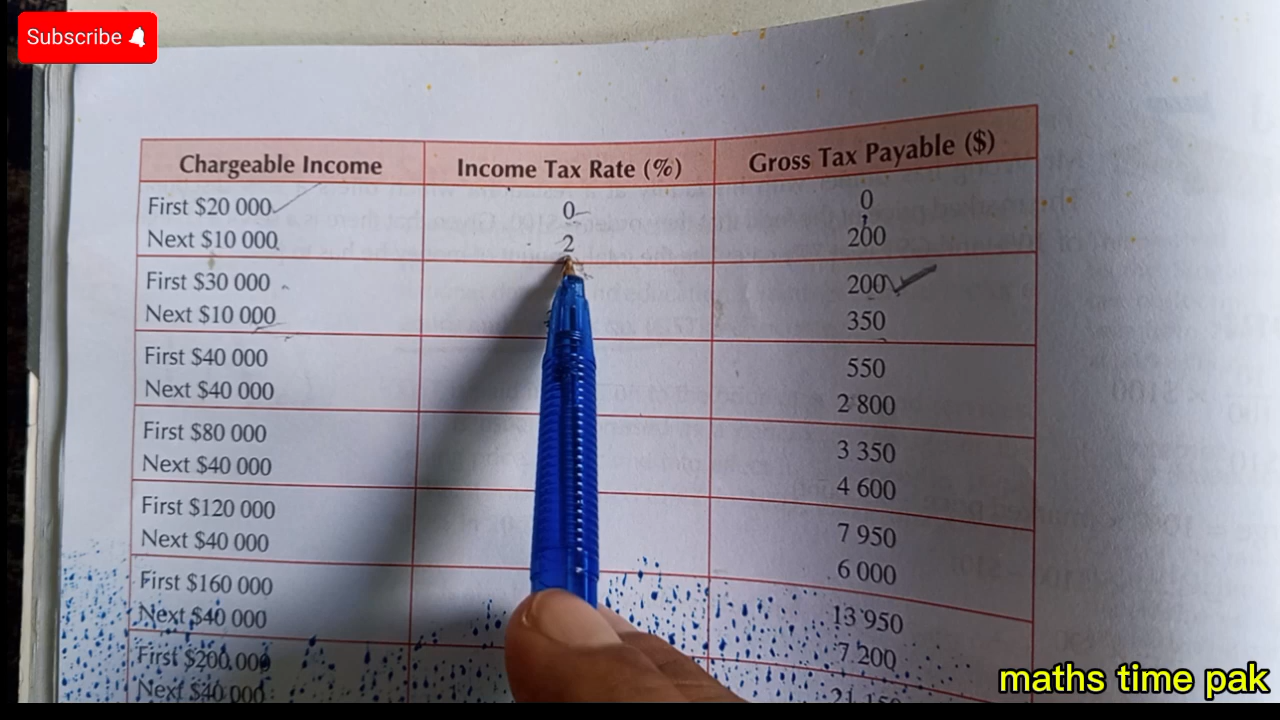 Subscribe
Chargeable Income Income Tax Rate (%) Gross Tax Payable ($)
First $20 000 0 0
Next $10 000 2 200
First $30 000 200
Next $10 000 350
First $40 000 550
Next $40 000 2 800
First $80 000 3 350
Next $40 000 4 600
First $120 000 7 950
Next $40 000 6 000
First $160 000 13 950
Next $40 000 7 200
First $200 000 21 150
Next $40 000
maths time pak